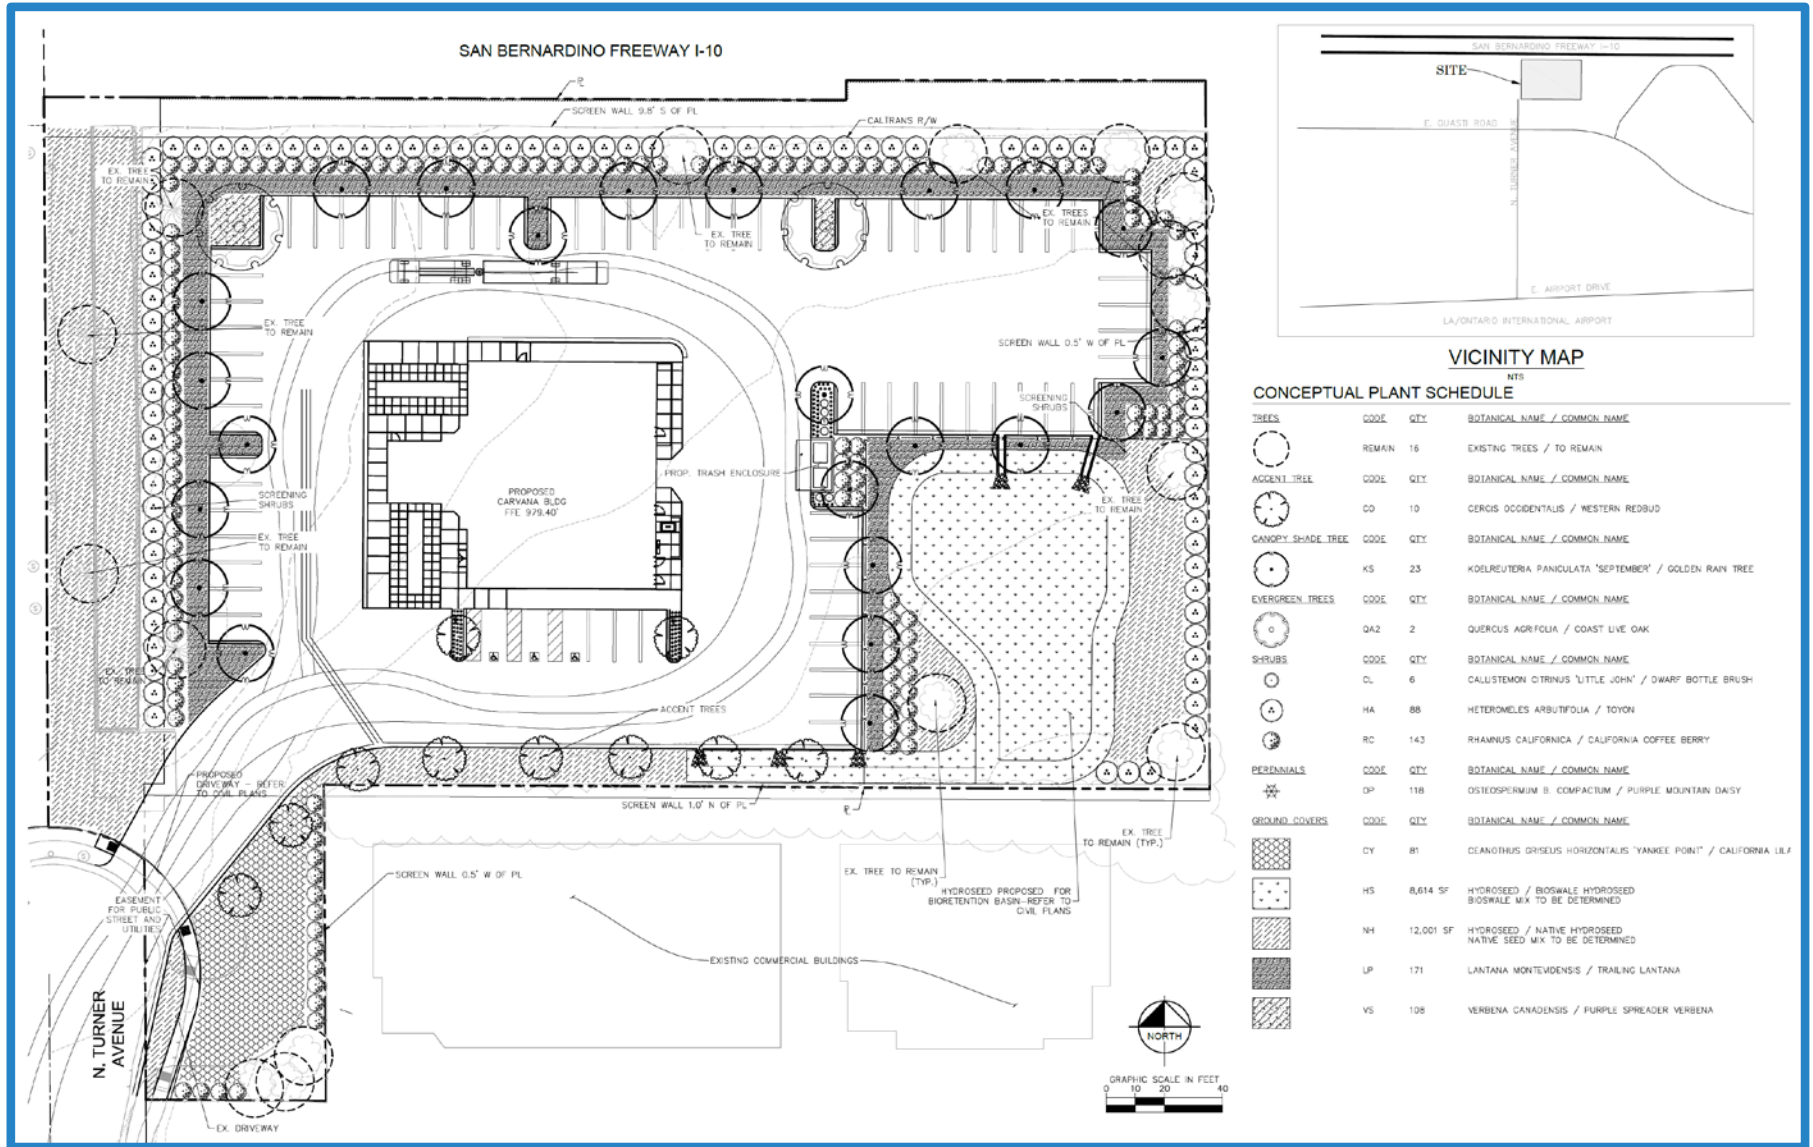 SAN BERNARDINO FREEWAY I-10
SCREEN WALL 9.8' S OF PL
CALTRANS R/W
EX. TREE
TO REMAIN
EX. TREE
TO REMAIN
EX. TREES
TO REMAIN
EX. TREE
TO REMAIN
SCREEN WALL 0.5' W OF PL
SCREENING
SHRUBS
PROP. TRASH ENCLOSURE
PROPOSED
CARVANA BLDG
FFE 979.40'
SCREENING
SHRUBS
EX. TREE
TO REMAIN
EX. TREE
TO REMAIN
EX. TREE
TO REMAIN
ACCENT TREES
PROPOSED
DRIVEWAY - REFER
TO CIVIL PLANS
SCREEN WALL 1.0' N OF PL
EX. TREE
TO REMAIN (TYP.)
EX. TREE TO REMAIN
(TYP.)
HYDROSEED PROPOSED FOR
BIORETENTION BASIN-REFER TO
CIVIL PLANS
SCREEN WALL 0.5' W OF PL
EASEMENT
FOR PUBLIC
STREET AND
UTILITIES
EXISTING COMMERCIAL BUILDINGS
N. TURNER
AVENUE
EX. DRIVEWAY
NORTH
GRAPHIC SCALE IN FEET
0 10 20 40
SAN BERNARDINO FREEWAY I-10
SITE
E. GUASTI ROAD
N. TURNER AVENUE
E. AIRPORT DRIVE
LA/ONTARIO INTERNATIONAL AIRPORT
VICINITY MAP
NTS
CONCEPTUAL PLANT SCHEDULE
TREES CODE QTY BOTANICAL NAME / COMMON NAME
REMAIN 16 EXISTING TREES / TO REMAIN
ACCENT TREE CODE QTY BOTANICAL NAME / COMMON NAME
CO 10 CERCIS OCCIDENTALIS / WESTERN REDBUD
CANOPY SHADE TREE CODE QTY BOTANICAL NAME / COMMON NAME
KS 23 KOELREUTERIA PANICULATA 'SEPTEMBER' / GOLDEN RAIN TREE
EVERGREEN TREES CODE QTY BOTANICAL NAME / COMMON NAME
QA2 2 QUERCUS AGRIFOLIA / COAST LIVE OAK
SHRUBS CODE QTY BOTANICAL NAME / COMMON NAME
CL 6 CALLISTEMON CITRINUS 'LITTLE JOHN' / DWARF BOTTLE BRUSH
HA 88 HETEROMELES ARBUTIFOLIA / TOYON
RC 143 RHAMNUS CALIFORNICA / CALIFORNIA COFFEE BERRY
PERENNIALS CODE QTY BOTANICAL NAME / COMMON NAME
OP 118 OSTEOSPERMUM B. COMPACTUM / PURPLE MOUNTAIN DAISY
GROUND COVERS CODE QTY BOTANICAL NAME / COMMON NAME
CY 81 CEANOTHUS GRISEUS HORIZONTALIS 'YANKEE POINT' / CALIFORNIA LILA
HS 8,614 SF HYDROSEED / BIOSWALE HYDROSEED
BIOSWALE MIX TO BE DETERMINED
NH 12,001 SF HYDROSEED / NATIVE HYDROSEED
NATIVE SEED MIX TO BE DETERMINED
LP 171 LANTANA MONTEVIDENSIS / TRAILING LANTANA
VS 108 VERBENA CANADENSIS / PURPLE SPREADER VERBENA